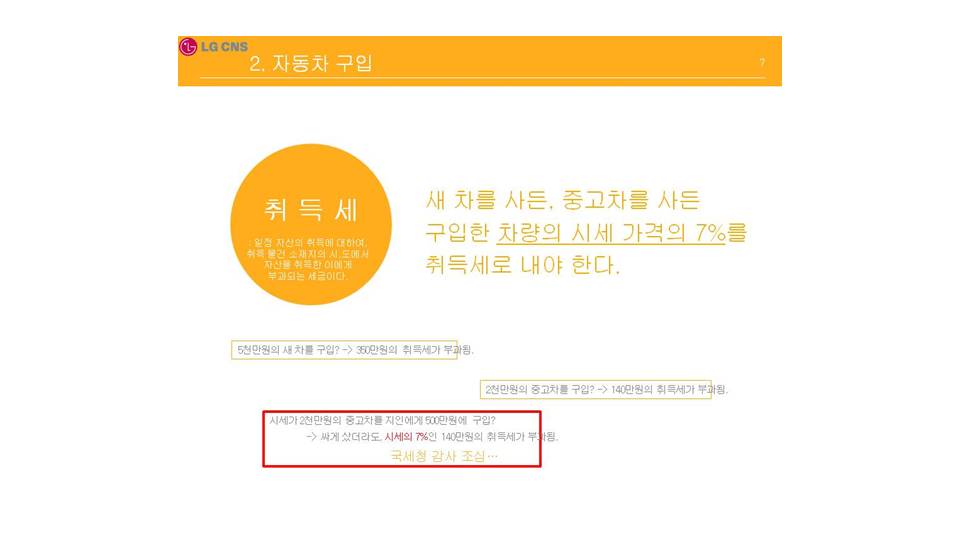 LG CNS
2. 자동차 구입
7
취 득 세
: 일정 자산의 취득에 대하여,
취족 물건 소재지의 시,도에서
자산을 취득한 이에게
부과되는 세금이다.
새 차를 사든, 중고차를 사든
구입한 차량의 시세 가격의 7%를
취득세로 내야 한다.
5천만원의 새 차를 구입? -> 350만원의 취득세가 부과됨.
2천만원의 중고차를 구입? -> 140만원의 취득세가 부과됨.
시세가 2천만원의 중고차를 지인에게 500만원에 구입?
-> 싸게 샀더라도, 시세의 7%인 140만원의 취득세가 부과됨.
국세청 감사 조심…